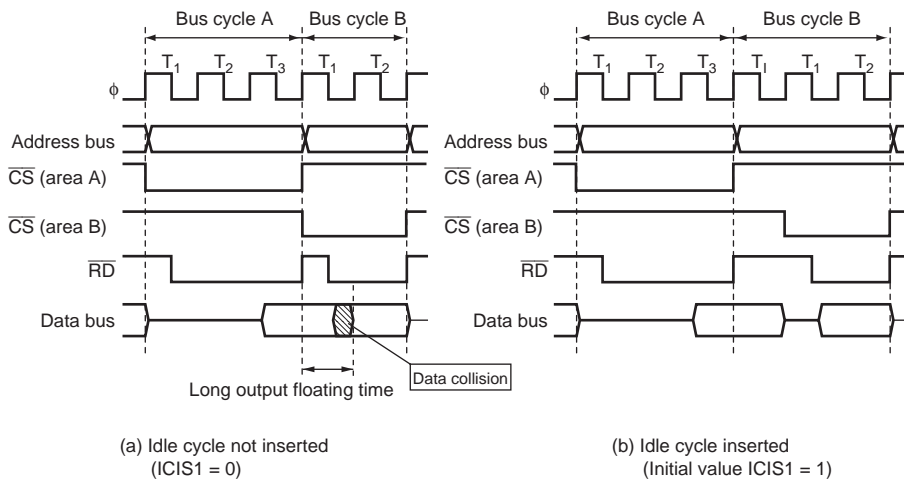 Bus cycle A Bus cycle B
T1 T2 T3 T1 T2
φ
Address bus
CS (area A)
CS (area B)
RD
Data bus
Data collision
Long output floating time
(a) Idle cycle not inserted
(ICIS1 = 0)
Bus cycle A Bus cycle B
T1 T2 T3 TI T1 T2
φ
Address bus
CS (area A)
CS (area B)
RD
Data bus
(b) Idle cycle inserted
(Initial value ICIS1 = 1)